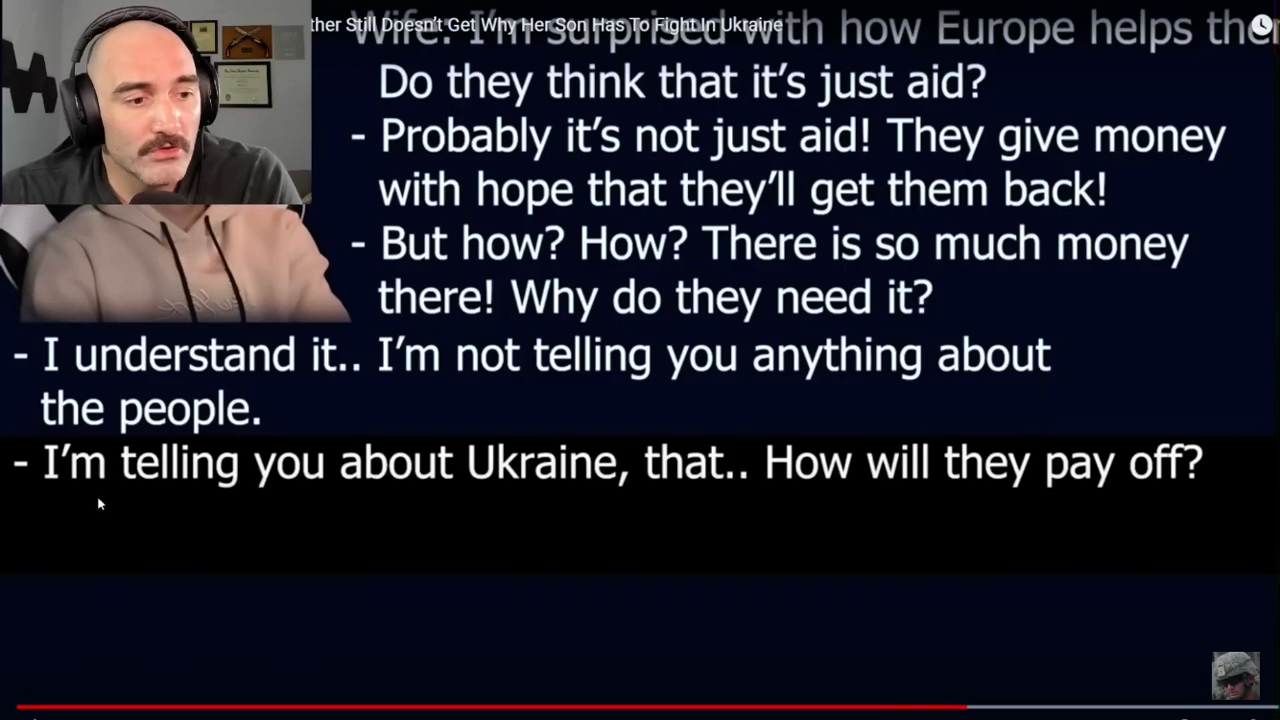 ther Still Doesn't Get Why Her Son Has To Fight In Ukraine
Wife: I'm surprised with how Europe helps
Do they think that it's just aid?
- Probably it's not just aid! They give money
with hope that they'll get them back!
- But how? How? There is so much money
there! Why do they need it?
- I understand it.. I'm not telling you anything about
the people.
- I'm telling you about Ukraine, that.. How will they pay off?